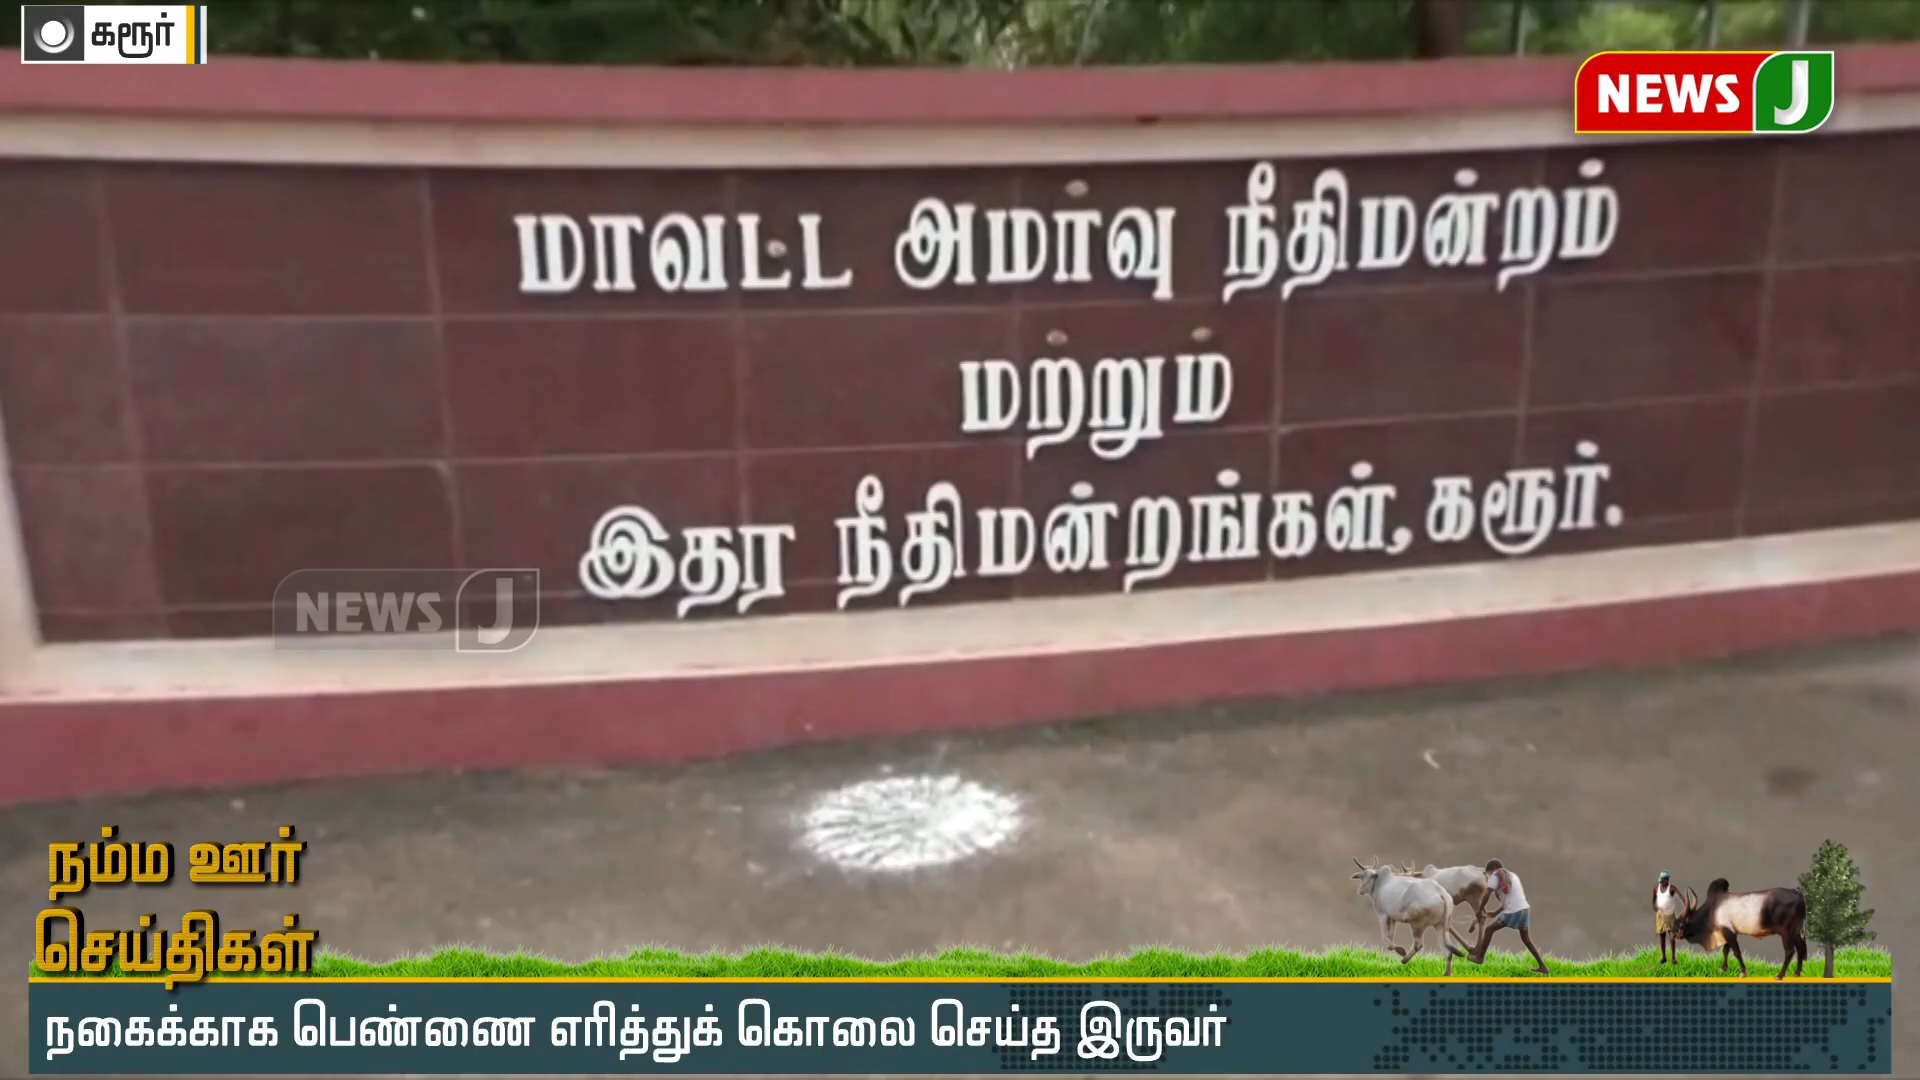 கரூர்
NEWS J
மாவட்ட அமர்வு நீதிமன்றம்
மற்றும்
இதர நீதிமன்றங்கள், கரூர்.
NEWS J
நம்ம ஊர்
செய்திகள்
நகைக்காக பெண்ணை எரித்துக் கொலை செய்த இருவர்